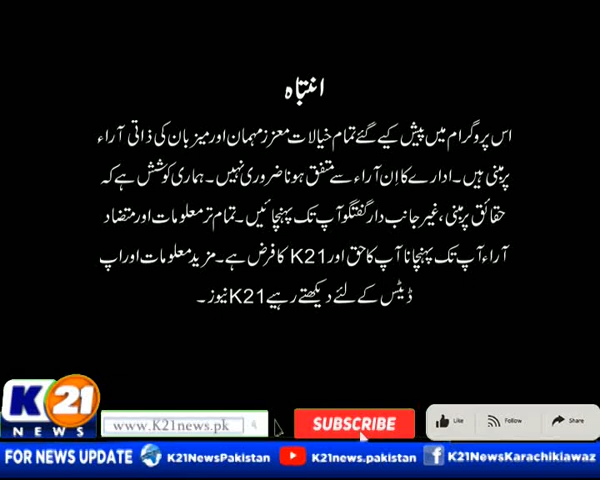 انتباہ
اس پروگرام میں پیش کیے گئے تمام خیالات معزز مہمان اور میزبان کی ذاتی آراء
پر مبنی ہیں۔ ادارے کا اِن آراء سے متفق ہونا ضروری نہیں۔ ہماری کوشش ہے کہ
حقائق پر مبنی، غیر جانب دار گفتگو آپ تک پہنچائیں۔ تمام تر معلومات اور متضاد
آراء آپ تک پہنچانا آپ کا حق اور K21 کا فرض ہے۔ مزید معلومات اور اپ
ڈیٹس کے لئے دیکھتے رہیے K21 نیوز۔
K21
NEWS
www.K21news.pk
SUBSCRIBE
Like
Follow
Share
FOR NEWS UPDATE K21NewsPakistan K21news.pakistan K21NewsKarachikiawaz